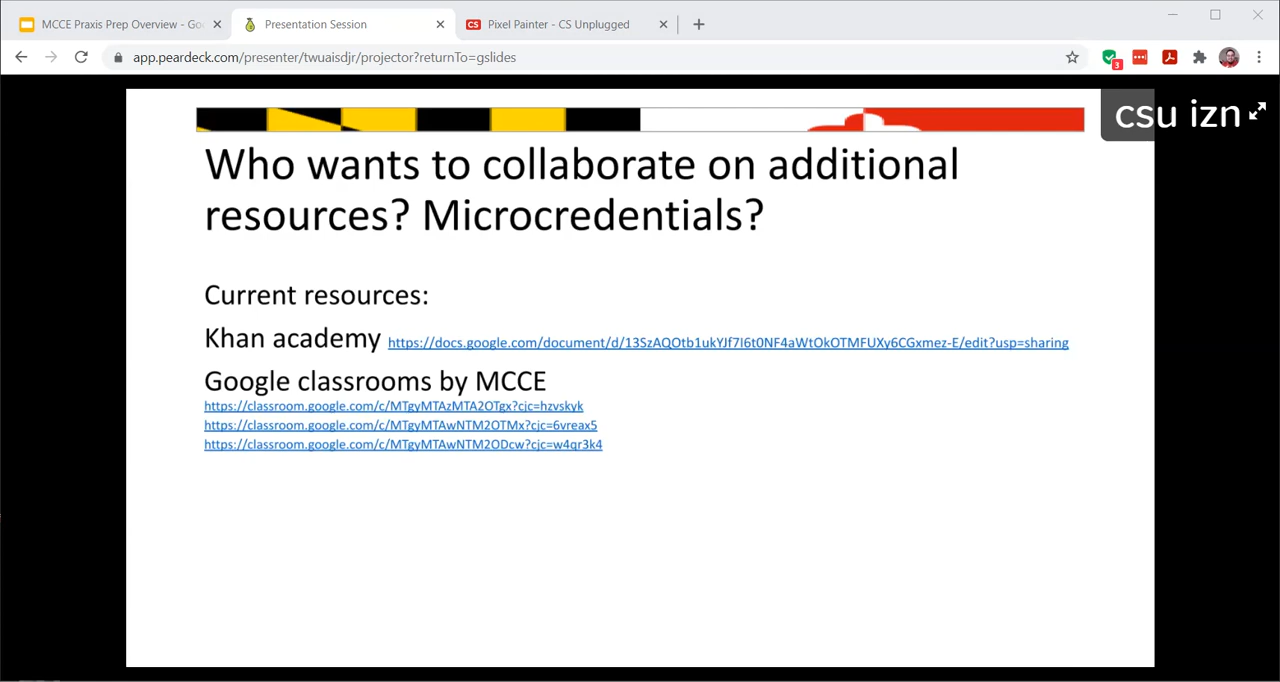 MCCE Praxis Prep Overview - Goo
Presentation Session
CS Pixel Painter - CS Unplugged
app.peardeck.com/presenter/twuaisdjr/projector?returnTo=gslides
3
csu izn
Who wants to collaborate on additional
resources? Microcredentials?
Current resources:
Khan academy https://docs.google.com/document/d/13SzAQOtb1ukYJf7I6t0NF4aWtOkOTMFUXy6CGxmez-E/edit?usp=sharing
Google classrooms by MCCE
https://classroom.google.com/c/MTgyMTAzMTA2OTgx?cjc=hzvskyk
https://classroom.google.com/c/MTgyMTAwNTM2OTMx?cjc=6vreax5
https://classroom.google.com/c/MTgyMTAwNTM2ODcw?cjc=w4qr3k4